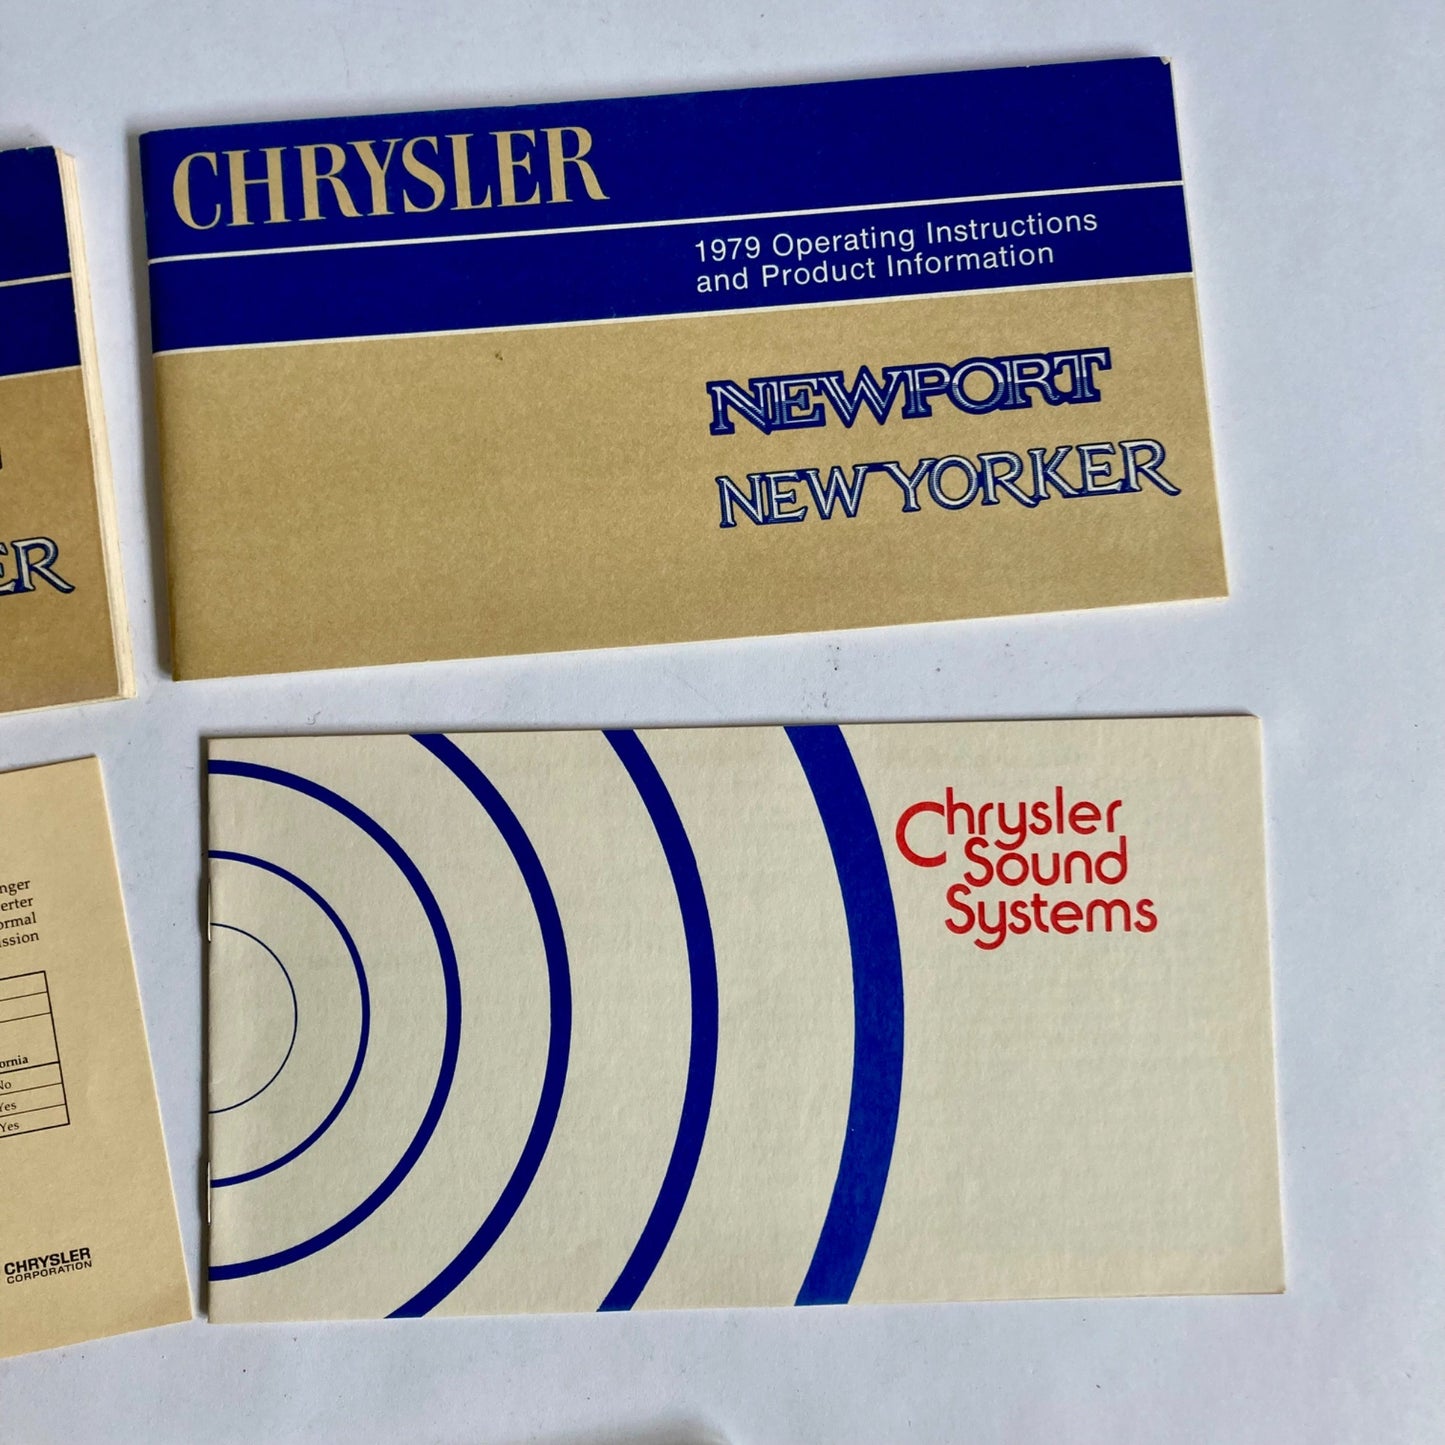 CHRYSLER
1979 Operating Instructions
and Product Information
NEWPORT
NEW YORKER
ER
Chrysler
Sound
Systems
nger
erter
ormal
ission
ornia
No
Yes
Yes
CHRYSLER
CORPORATION